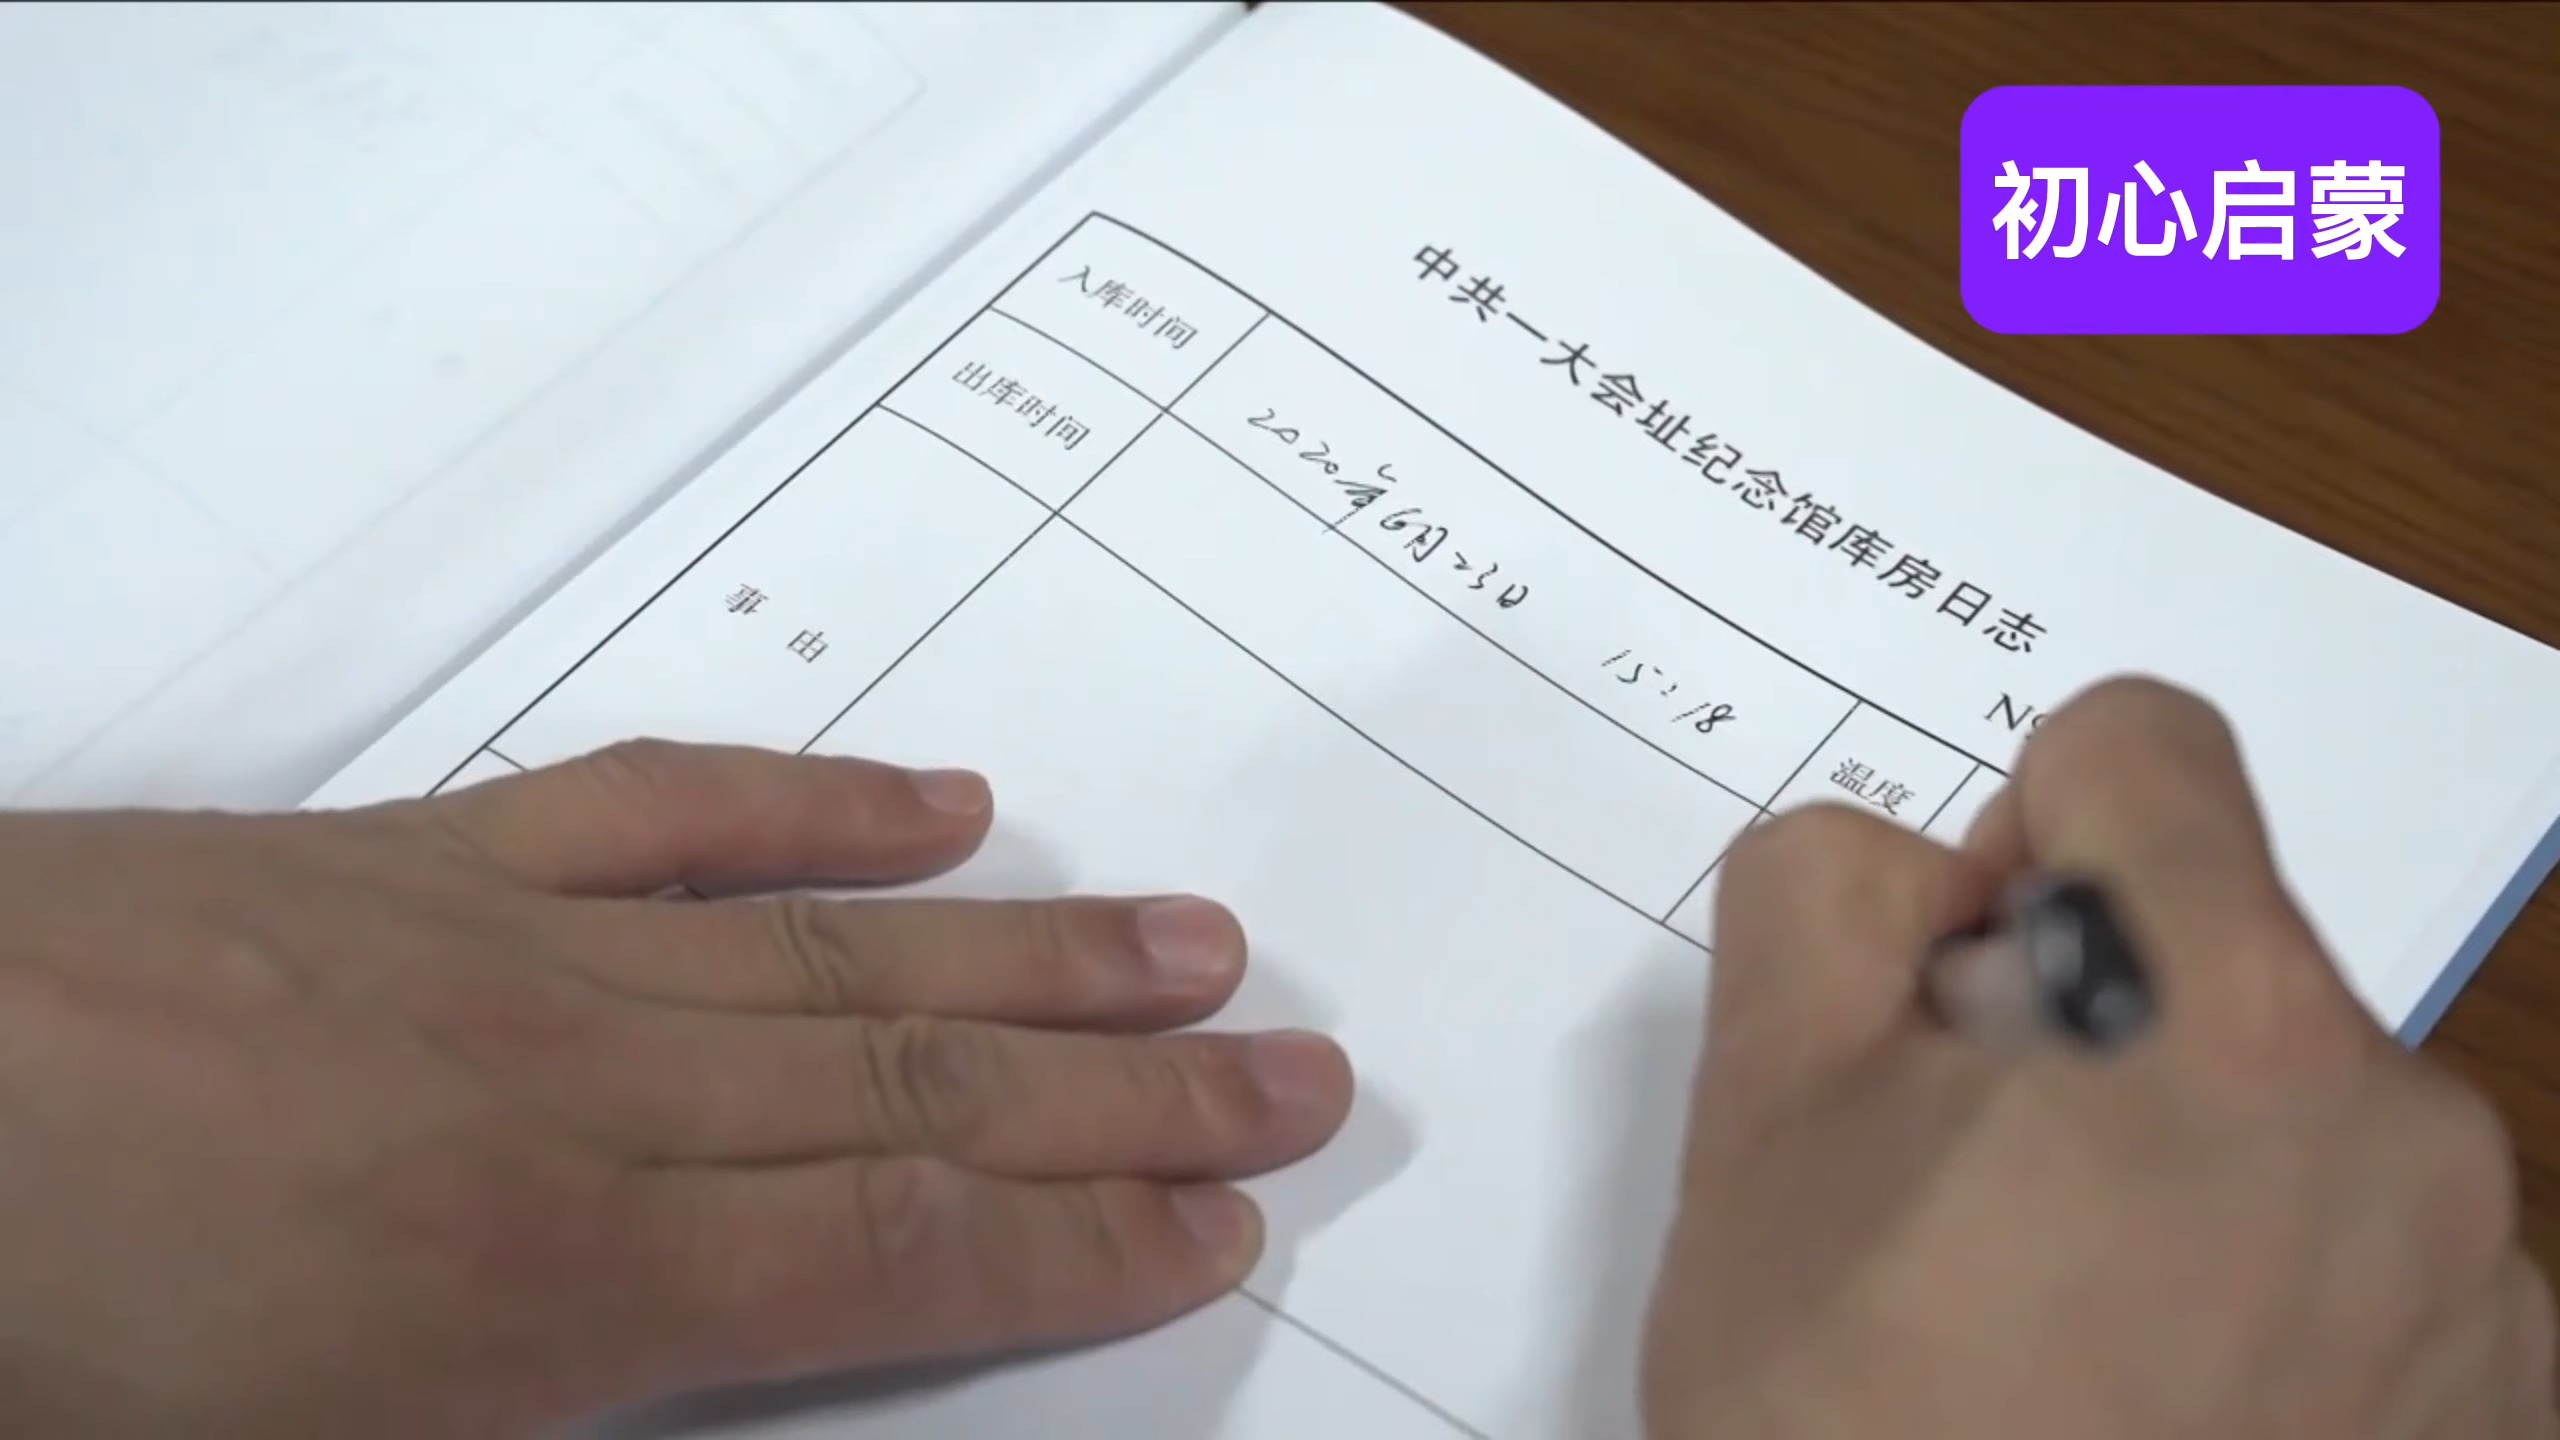 初心启蒙
中共一大会址纪念馆库房日志
№
入库时间 2020年6月23日 15:18 温度
出库时间
事由